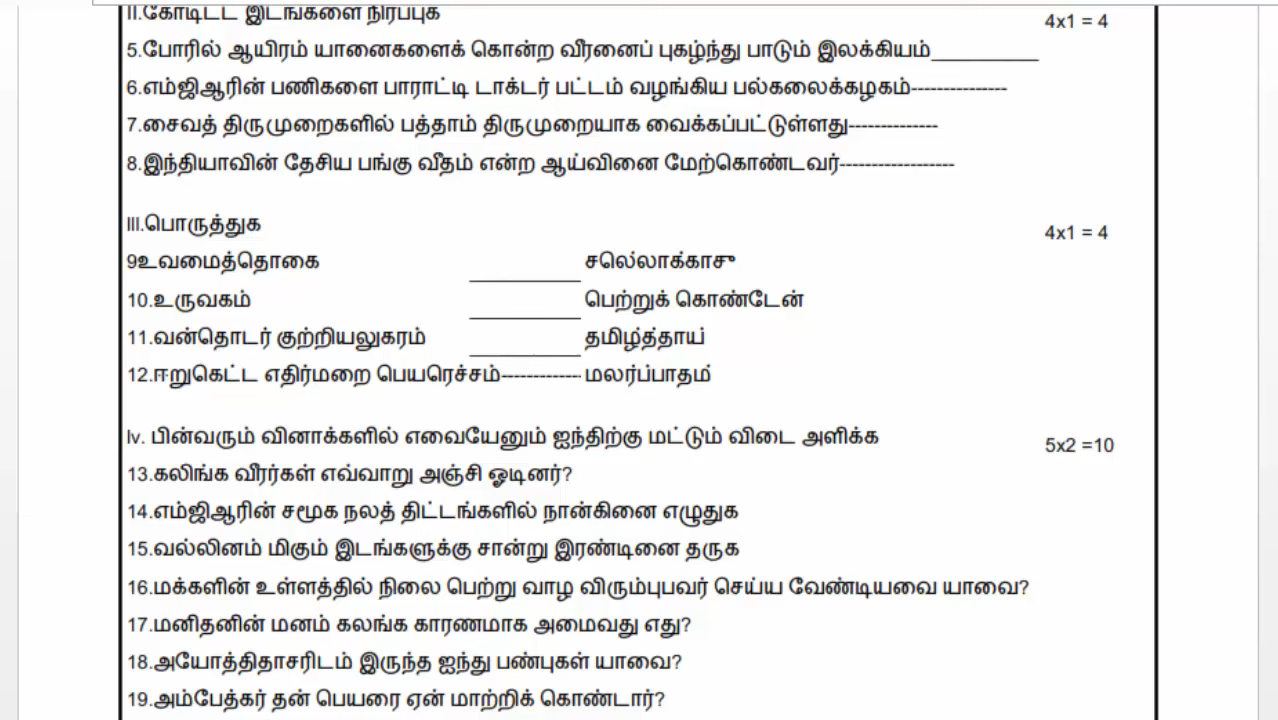 II.கோடிட்ட இடங்களை நிரப்புக
4x1 = 4
5.போரில் ஆயிரம் யானைகளைக் கொன்ற வீரனைப் புகழ்ந்து பாடும் இலக்கியம்__________
6.எம்ஜிஆரின் பணிகளை பாராட்டி டாக்டர் பட்டம் வழங்கிய பல்கலைக்கழகம்---------------
7.சைவத் திருமுறைகளில் பத்தாம் திருமுறையாக வைக்கப்பட்டுள்ளது--------------
8.இந்தியாவின் தேசிய பங்கு வீதம் என்ற ஆய்வினை மேற்கொண்டவர்------------------
III.பொருத்துக
4x1 = 4
9உவமைத்தொகை __________ சலெ்லாக்காசு
10.உருவகம் __________ பெற்றுக் கொண்டேன்
11.வன்தொடர் குற்றியலுகரம் __________ தமிழ்த்தாய்
12.ஈறுகெட்ட எதிர்மறை பெயரெச்சம்------------- மலர்ப்பாதம்
Iv. பின்வரும் வினாக்களில் எவையேனும் ஐந்திற்கு மட்டும் விடை அளிக்க
5x2 =10
13.கலிங்க வீரர்கள் எவ்வாறு அஞ்சி ஓடினர்?
14.எம்ஜிஆரின் சமூக நலத் திட்டங்களில் நான்கினை எழுதுக
15.வல்லினம் மிகும் இடங்களுக்கு சான்று இரண்டினை தருக
16.மக்களின் உள்ளத்தில் நிலை பெற்று வாழ விரும்புபவர் செய்ய வேண்டியவை யாவை?
17.மனிதனின் மனம் கலங்க காரணமாக அமைவது எது?
18.அயோத்திதாசரிடம் இருந்த ஐந்து பண்புகள் யாவை?
19.அம்பேத்கர் தன் பெயரை ஏன் மாற்றிக் கொண்டார்?